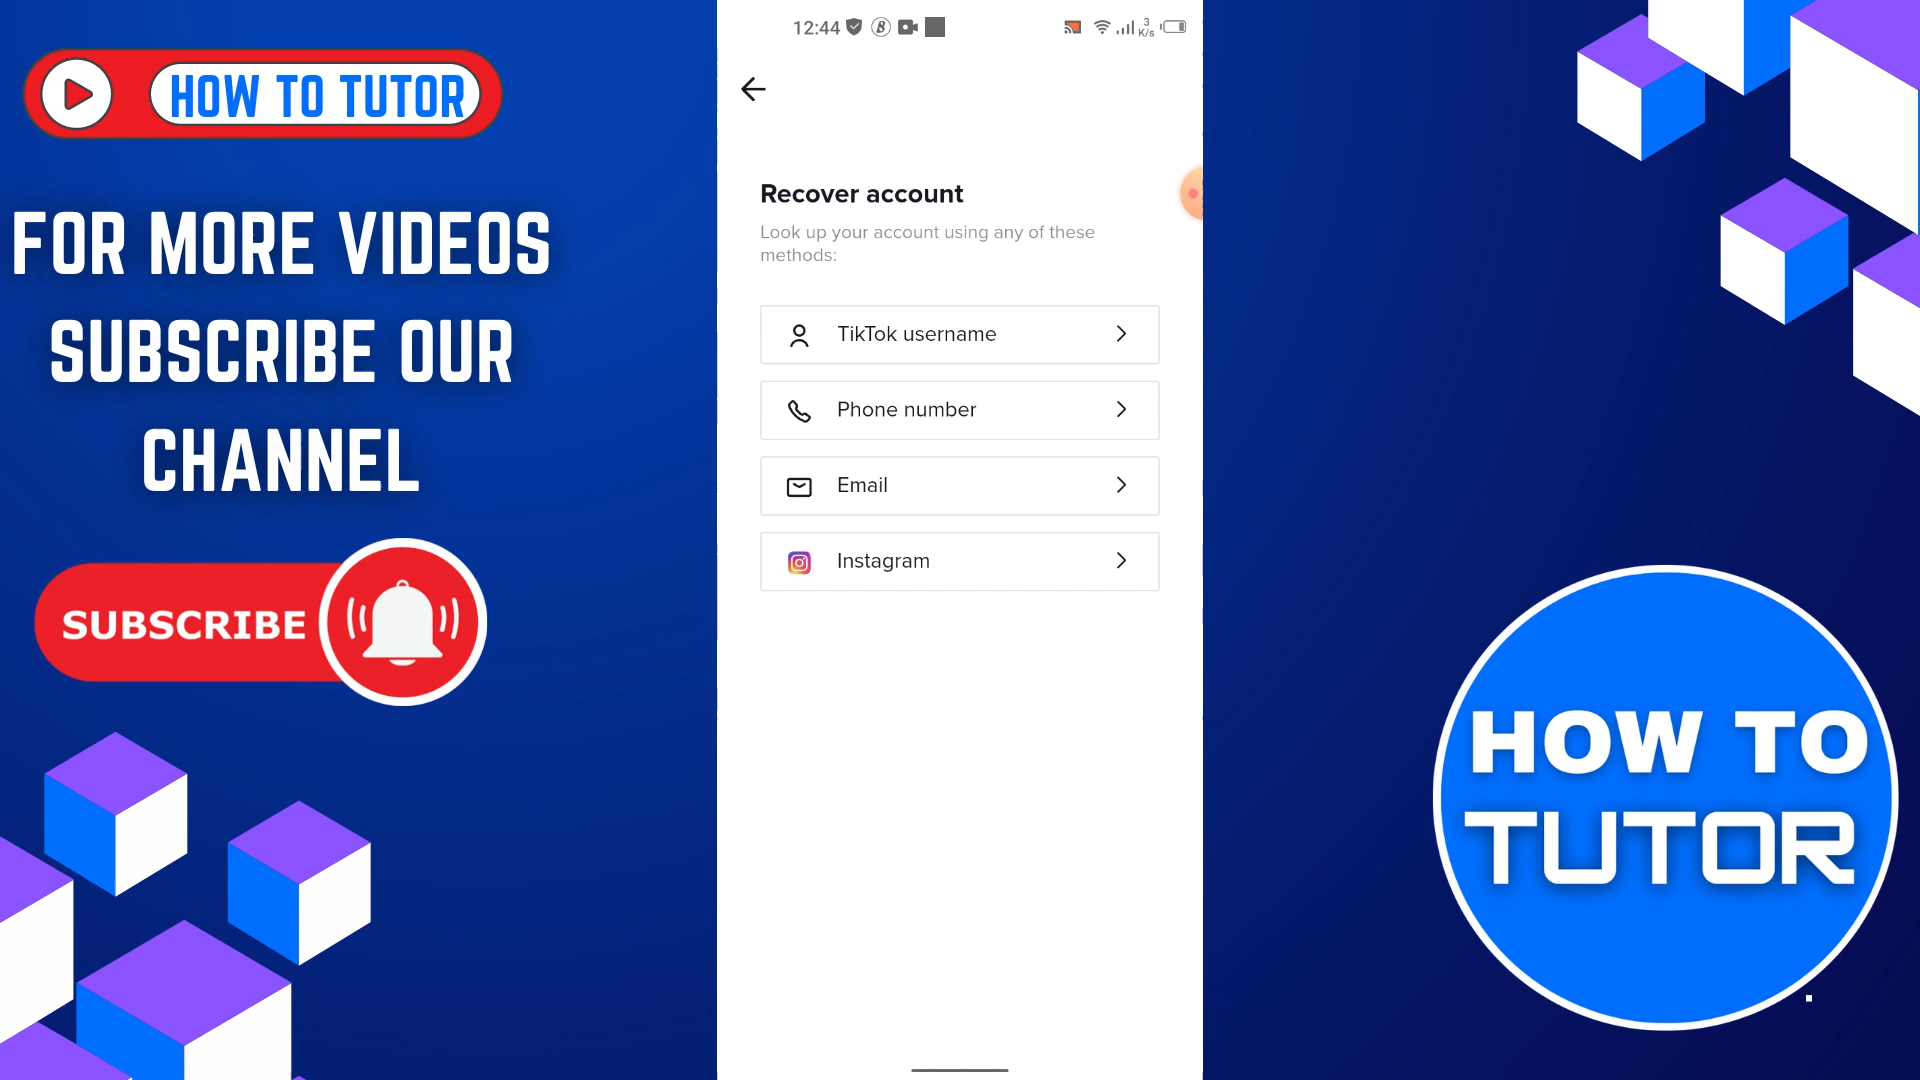 HOW TO TUTOR
FOR MORE VIDEOS
SUBSCRIBE OUR
CHANNEL
SUBSCRIBE
12:44
3
K/s
Recover account
Look up your account using any of these
methods:
TikTok username
Phone number
Email
Instagram
HOW TO
TUTOR